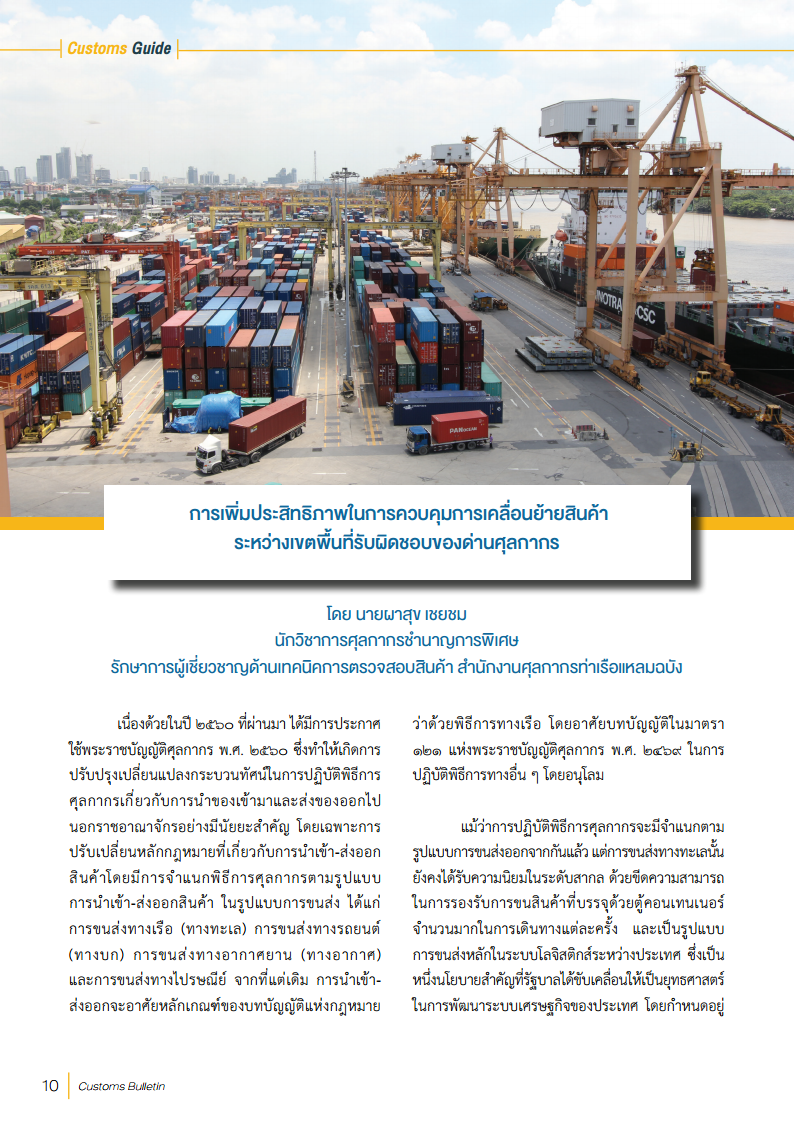 Customs Guide
PAN OCEAN
การเพิ่มประสิทธิภาพในการควบคุมการเคลื่อนย้ายสินค้า
ระหว่างเขตพื้นที่รับผิดชอบของด่านศุลกากร
โดย นายผาสุข เชยชม
นักวิชาการศุลกากรชำนาญการพิเศษ
รักษาการผู้เชี่ยวชาญด้านเทคนิคการตรวจสอบสินค้า สำนักงานศุลกากรท่าเรือแหลมฉบัง
เนื่องด้วยในปี ๒๕๖๐ ที่ผ่านมา ได้มีการประกาศ
ใช้พระราชบัญญัติศุลกากร พ.ศ. ๒๕๖๐ ซึ่งทำให้เกิดการ
ปรับปรุงเปลี่ยนแปลงกระบวนทัศน์ในการปฏิบัติพิธีการ
ศุลกากรเกี่ยวกับการนำของเข้ามาและส่งของออกไป
นอกราชอาณาจักรอย่างมีนัยยะสำคัญ โดยเฉพาะการ
ปรับเปลี่ยนหลักกฎหมายที่เกี่ยวกับการนำเข้า-ส่งออก
สินค้าโดยมีการจำแนกพิธีการศุลกากรตามรูปแบบ
การนำเข้า-ส่งออกสินค้า ในรูปแบบการขนส่ง ได้แก่
การขนส่งทางเรือ (ทางทะเล) การขนส่งทางรถยนต์
(ทางบก) การขนส่งทางอากาศยาน (ทางอากาศ)
และการขนส่งทางไปรษณีย์ จากที่แต่เดิม การนำเข้า-
ส่งออกจะอาศัยหลักเกณฑ์ของบทบัญญัติแห่งกฎหมาย
ว่าด้วยพิธีการทางเรือ โดยอาศัยบทบัญญัติในมาตรา
๑๒๑ แห่งพระราชบัญญัติศุลกากร พ.ศ. ๒๔๖๙ ในการ
ปฏิบัติพิธีการทางอื่น ๆ โดยอนุโลม
แม้ว่าการปฏิบัติพิธีการศุลกากรจะมีจำแนกตาม
รูปแบบการขนส่งออกจากกันแล้ว แต่การขนส่งทางทะเลนั้น
ยังคงได้รับความนิยมในระดับสากล ด้วยขีดความสามารถ
ในการรองรับการขนสินค้าที่บรรจุด้วยตู้คอนเทนเนอร์
จำนวนมากในการเดินทางแต่ละครั้ง และเป็นรูปแบบ
การขนส่งหลักในระบบโลจิสติกส์ระหว่างประเทศ ซึ่งเป็น
หนึ่งนโยบายสำคัญที่รัฐบาลได้ขับเคลื่อนให้เป็นยุทธศาสตร์
ในการพัฒนาระบบเศรษฐกิจของประเทศ โดยกำหนดอยู่
10 Customs Bulletin